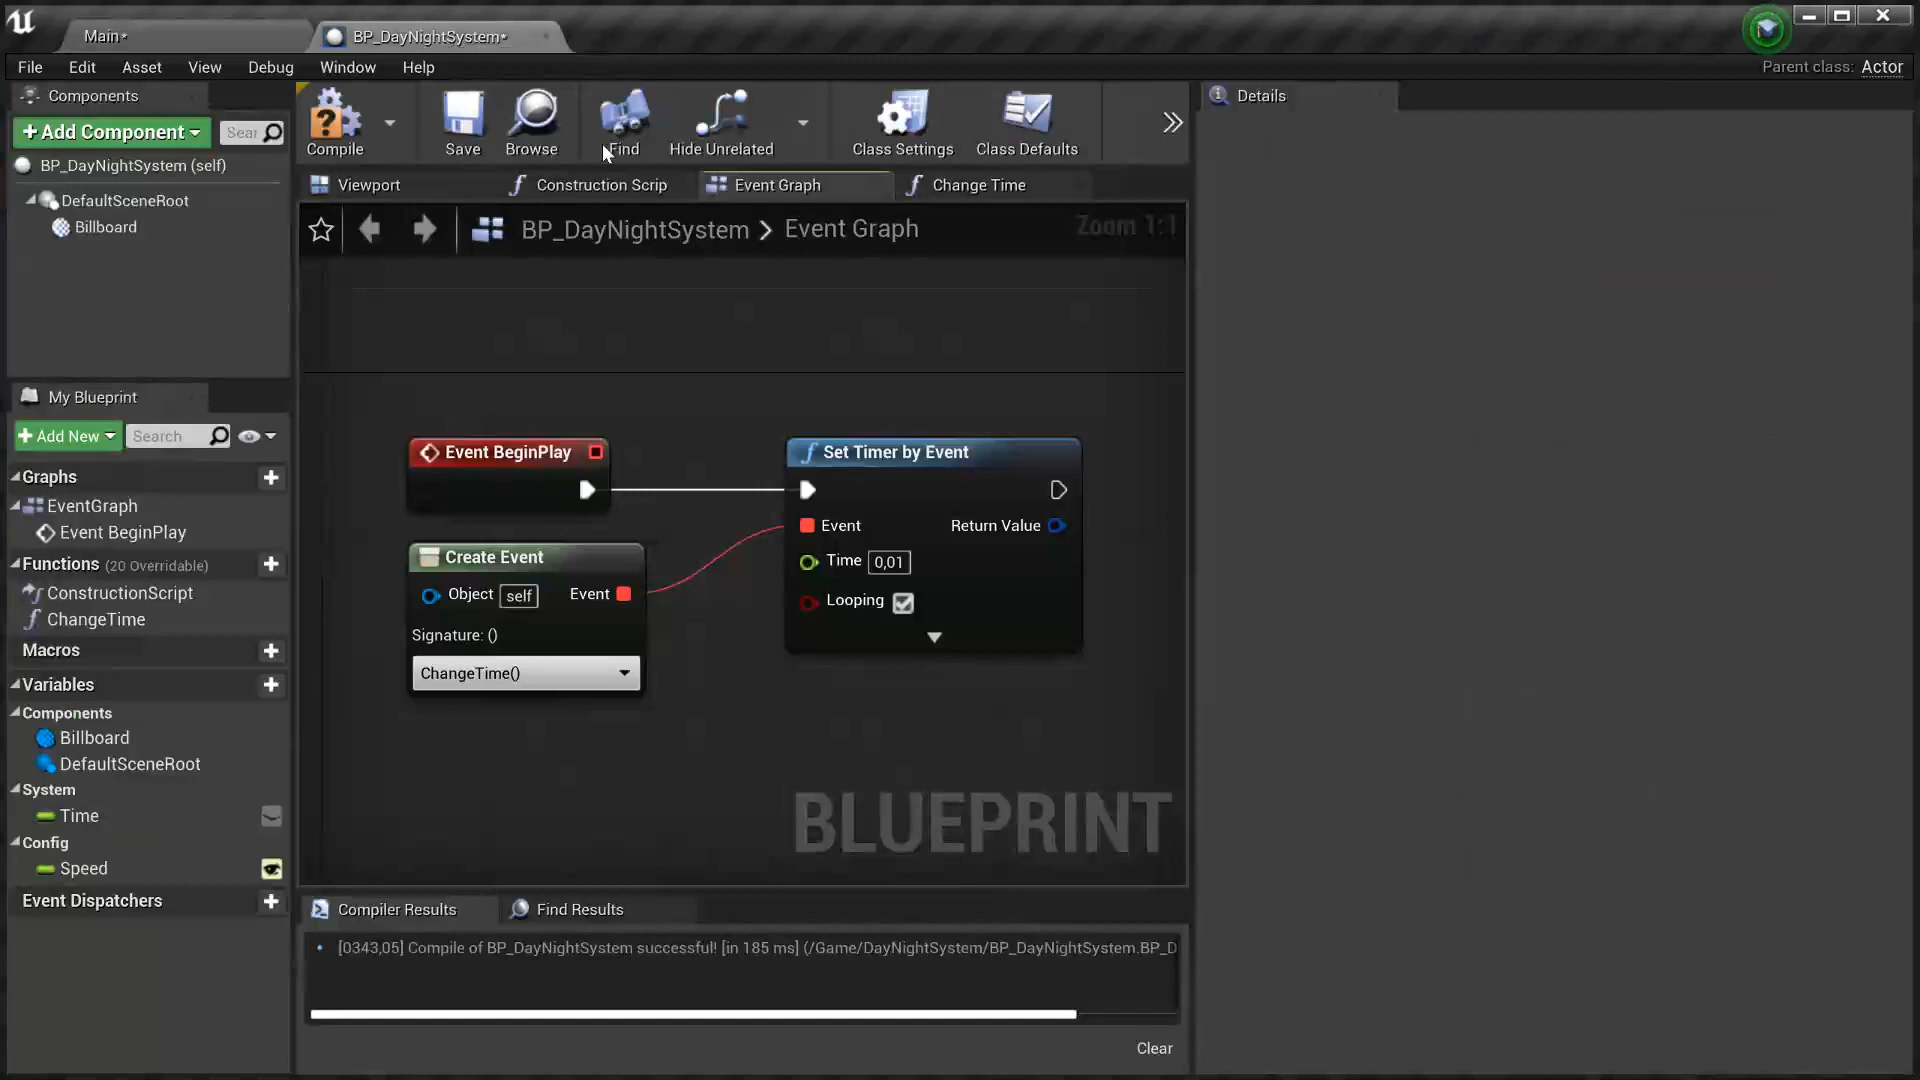 Main*
BP_DayNightSystem*
File Edit Asset View Debug Window Help
Parent class: Actor
Components
+Add Component
Sear
BP_DayNightSystem (self)
DefaultSceneRoot
Billboard
Compile
Save
Browse
Find
Hide Unrelated
Class Settings
Class Defaults
Details
Viewport
Construction Scrip
Event Graph
Change Time
BP_DayNightSystem > Event Graph
Zoom 1:1
My Blueprint
+Add New
Search
Graphs
EventGraph
Event BeginPlay
Functions (20 Overridable)
ConstructionScript
ChangeTime
Macros
Variables
Components
Billboard
DefaultSceneRoot
System
Time
Config
Speed
Event Dispatchers
Event BeginPlay
Create Event
Object self
Event
Signature: ()
ChangeTime()
Set Timer by Event
Event
Return Value
Time 0,01
Looping
BLUEPRINT
Compiler Results
Find Results
[0343,05] Compile of BP_DayNightSystem successful! [in 185 ms] (/Game/DayNightSystem/BP_DayNightSystem.BP_D
Clear